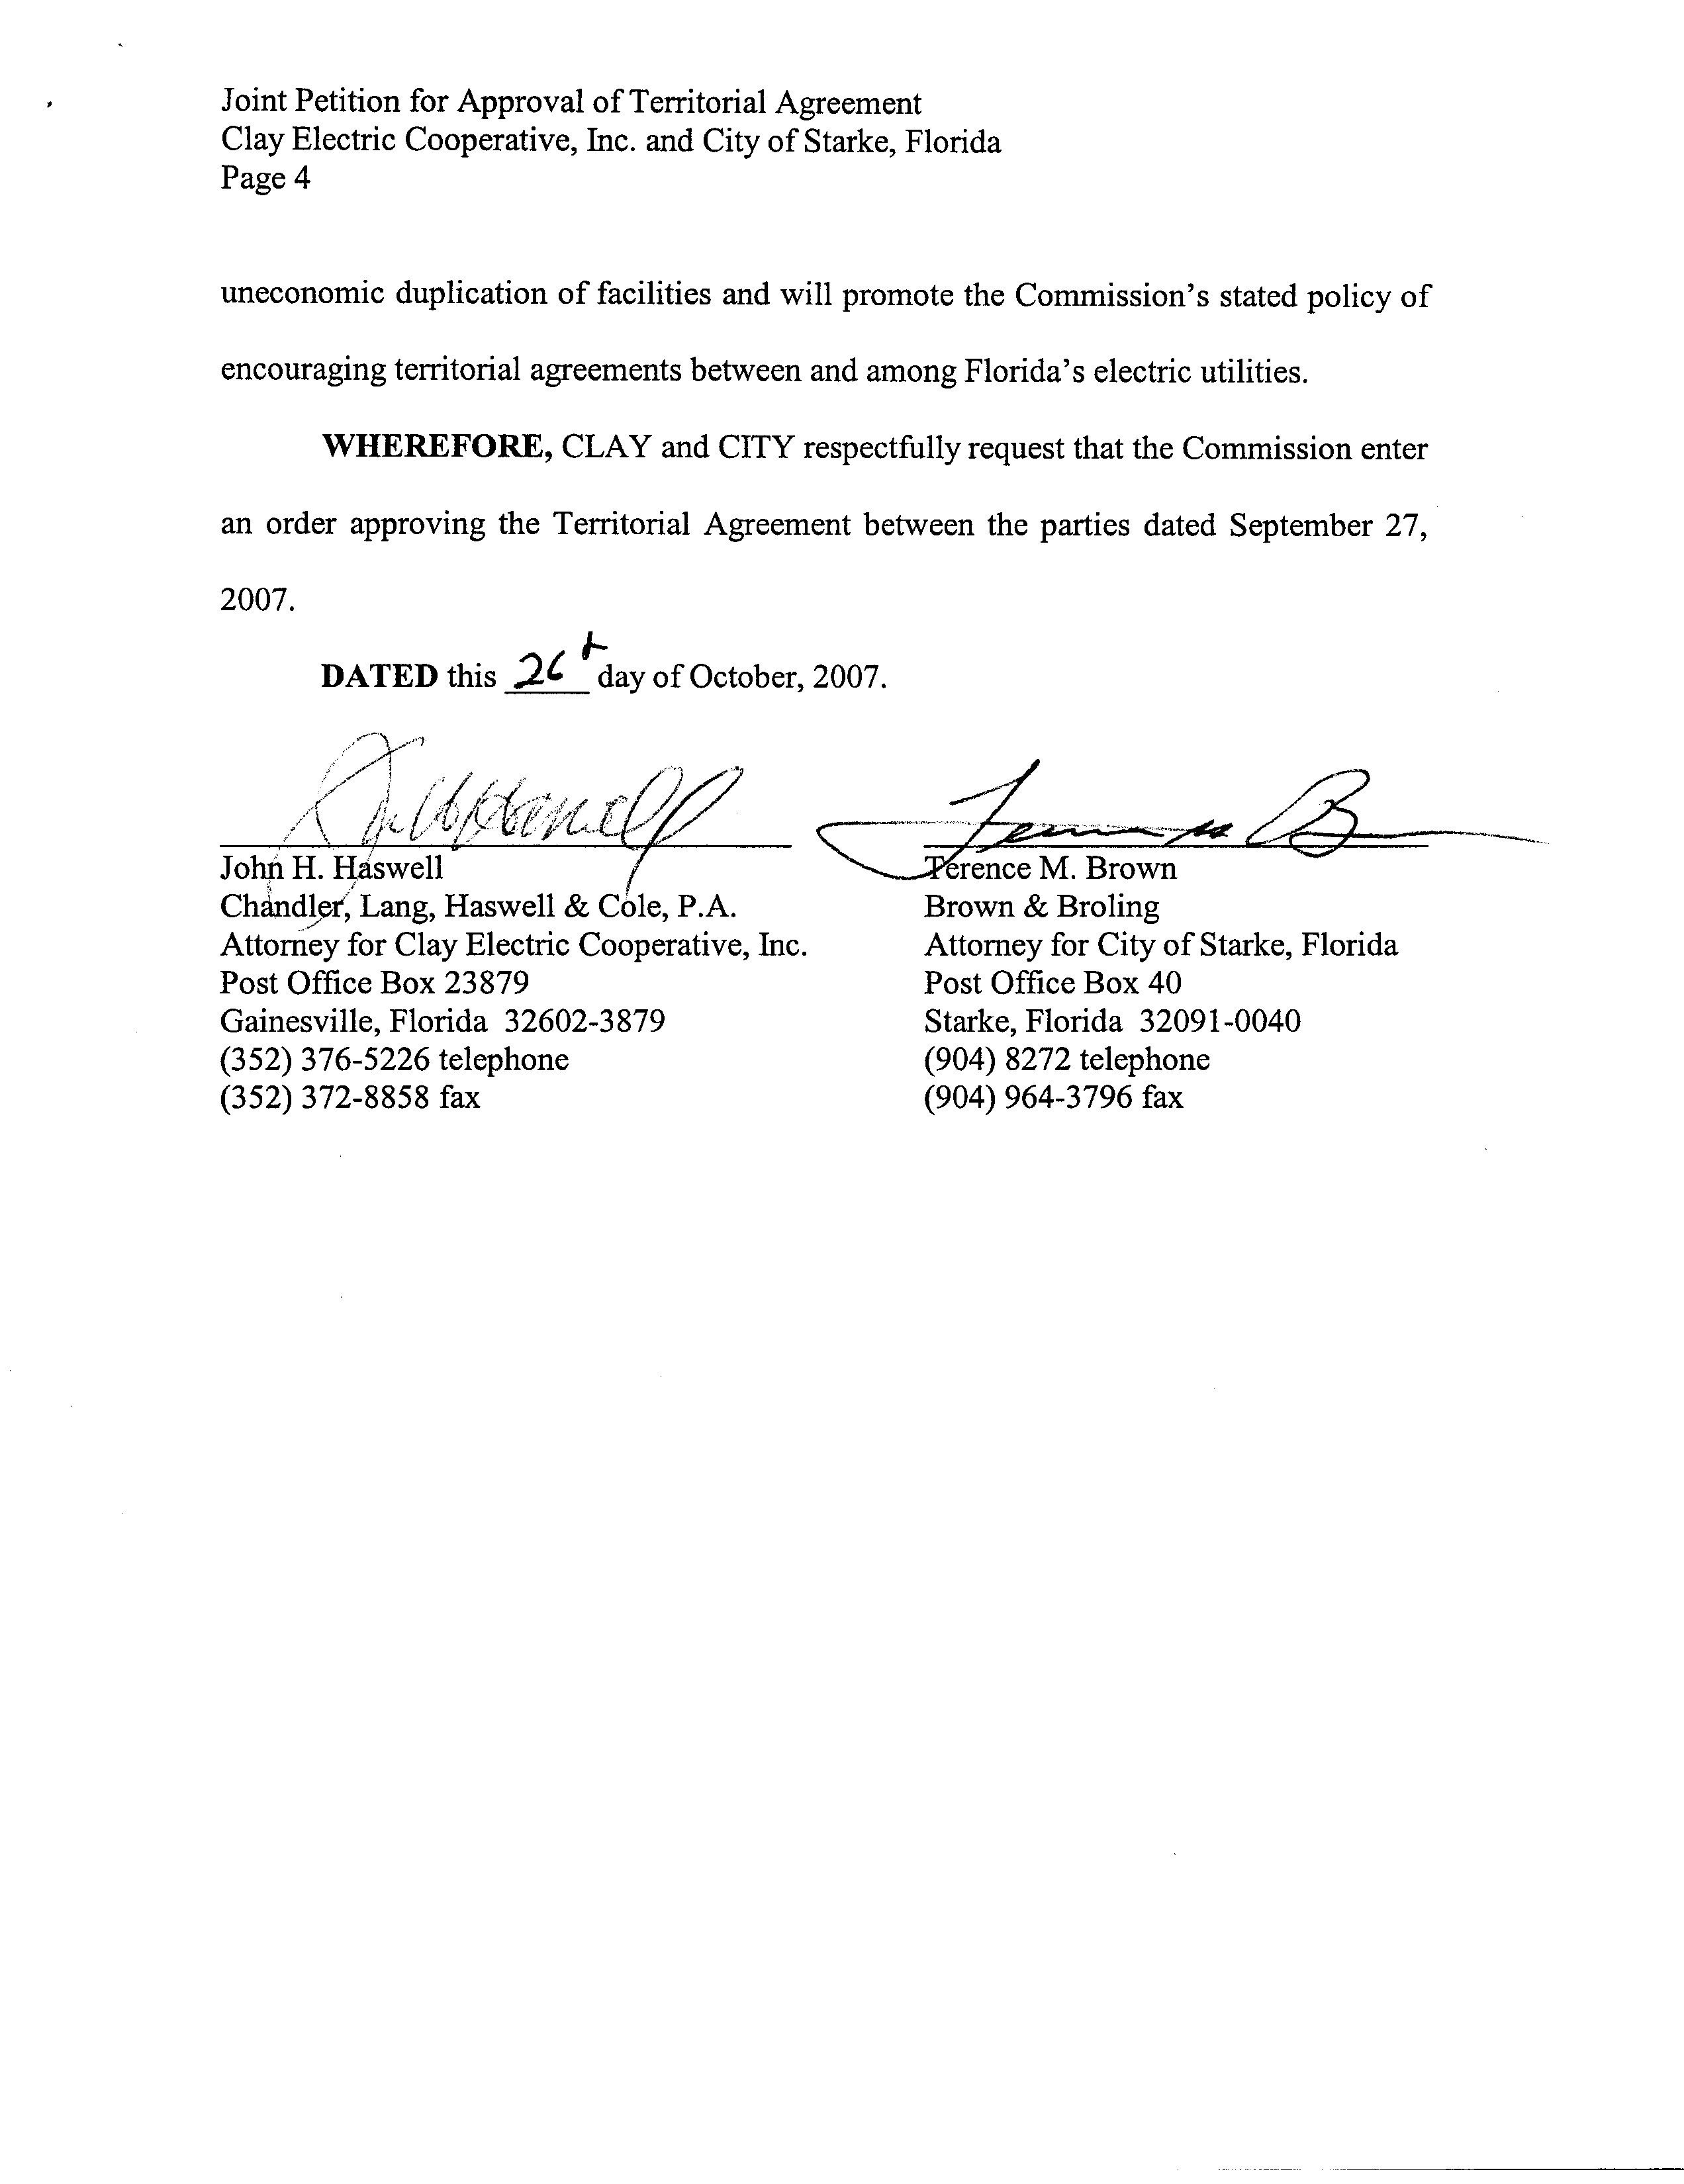 Joint Petition for Approval of Territorial Agreement
Clay Electric Cooperative, Inc. and City of Starke, Florida
Page 4
uneconomic duplication of facilities and will promote the Commission's stated policy of
encouraging territorial agreements between and among Florida's electric utilities.
WHEREFORE, CLAY and CITY respectfully request that the Commission enter
an order approving the Territorial Agreement between the parties dated September 27,
2007.
DATED this 26 day of October, 2007.
John H. Haswell
Chandler, Lang, Haswell & Cole, P.A.
Attorney for Clay Electric Cooperative, Inc.
Post Office Box 23879
Gainesville, Florida 32602-3879
(352) 376-5226 telephone
(352) 372-8858 fax
Terence M. Brown
Brown & Broling
Attorney for City of Starke, Florida
Post Office Box 40
Starke, Florida 32091-0040
(904) 8272 telephone
(904) 964-3796 fax